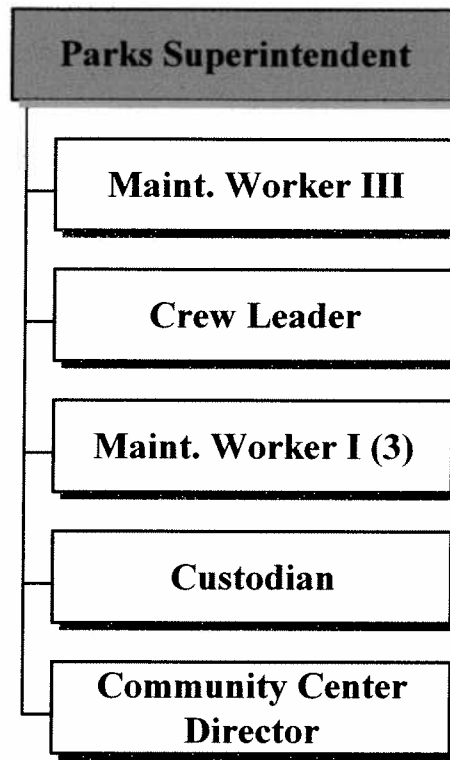 Parks Superintendent
Maint. Worker III
Crew Leader
Maint. Worker I (3)
Custodian
Community Center
Director